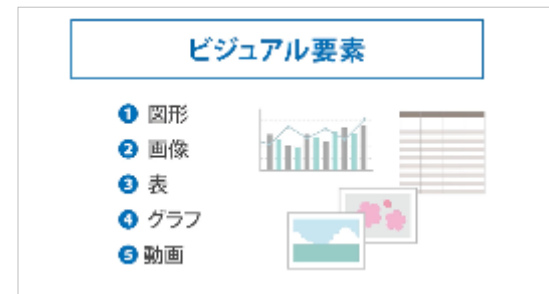 ビジュアル要素
❶ 図形
❷ 画像
❸ 表
❹ グラフ
❺ 動画